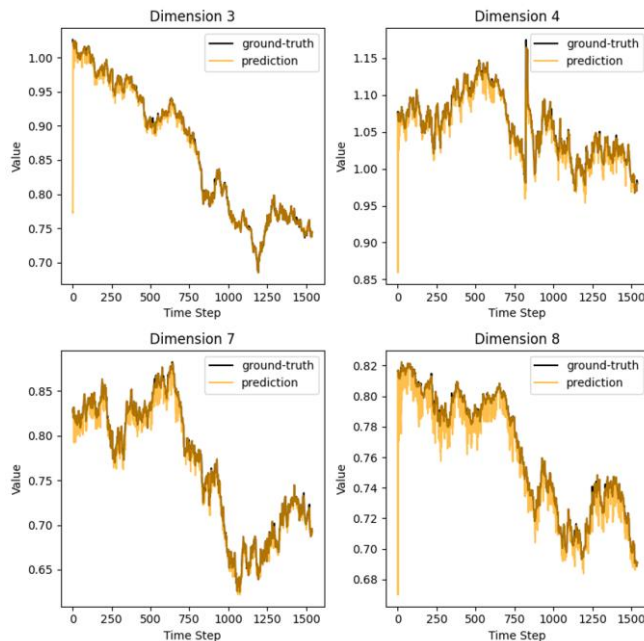 Dimension 3
ground-truth
prediction
Value
1.00
0.95
0.90
0.85
0.80
0.75
0.70
0 250 500 750 1000 1250 1500
Time Step
Dimension 4
ground-truth
prediction
Value
1.15
1.10
1.05
1.00
0.95
0.90
0.85
0 250 500 750 1000 1250 1500
Time Step
Dimension 7
ground-truth
prediction
Value
0.85
0.80
0.75
0.70
0.65
0 250 500 750 1000 1250 1500
Time Step
Dimension 8
ground-truth
prediction
Value
0.82
0.80
0.78
0.76
0.74
0.72
0.70
0.68
0 250 500 750 1000 1250 1500
Time Step